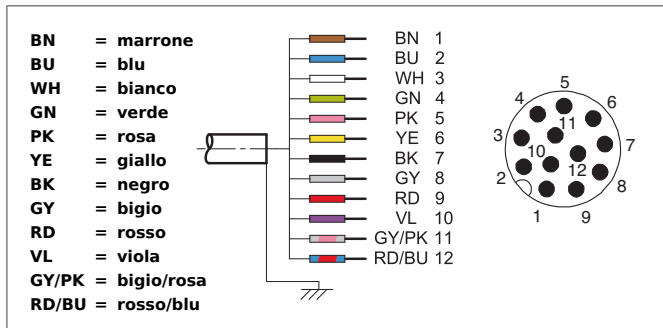 BN = marrone
BU = blu
WH = bianco
GN = verde
PK = rosa
YE = giallo
BK = negro
GY = bigio
RD = rosso
VL = viola
GY/PK = bigio/rosa
RD/BU = rosso/blu
BN 1
BU 2
WH 3
GN 4
PK 5
YE 6
BK 7
GY 8
RD 9
VL 10
GY/PK 11
RD/BU 12
5
4 6
11
3 7
10
12
2 8
1 9